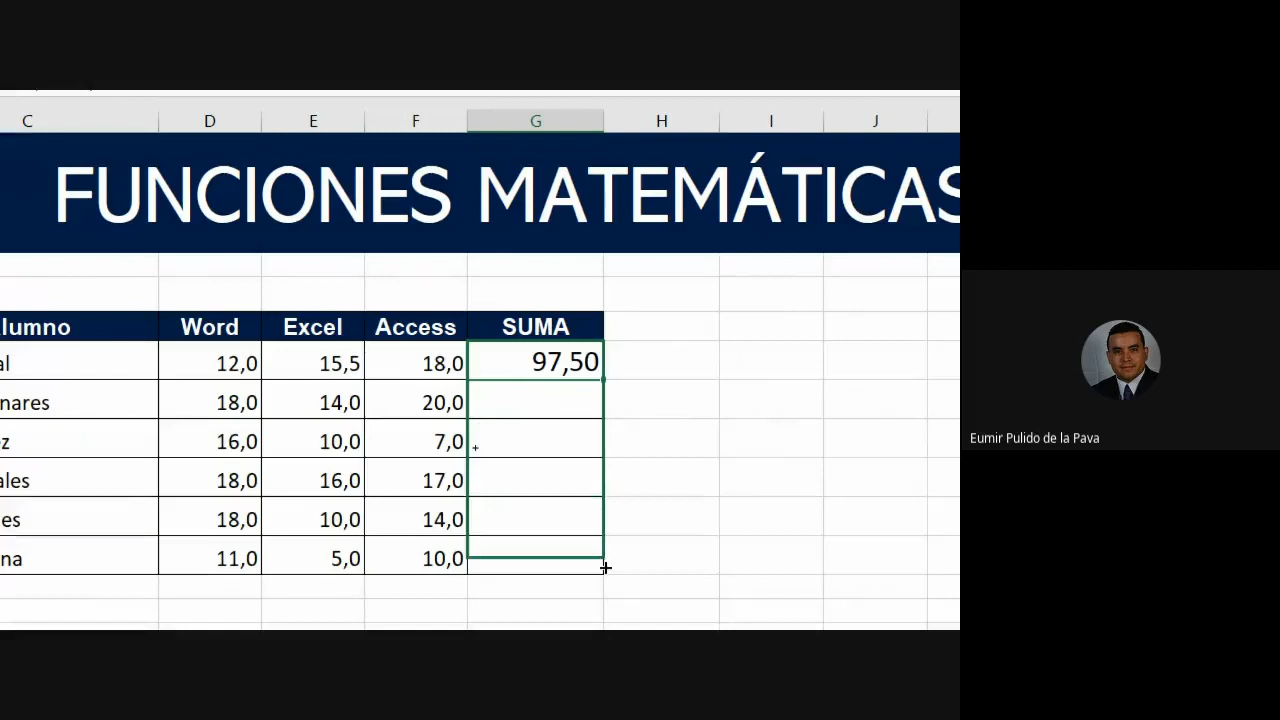 C D E F G H I J
FUNCIONES MATEMÁTICAS
lumno Word Excel Access SUMA
al 12,0 15,5 18,0 97,50
nares 18,0 14,0 20,0
ez 16,0 10,0 7,0
ales 18,0 16,0 17,0
es 18,0 10,0 14,0
na 11,0 5,0 10,0
Eumir Pulido de la Pava